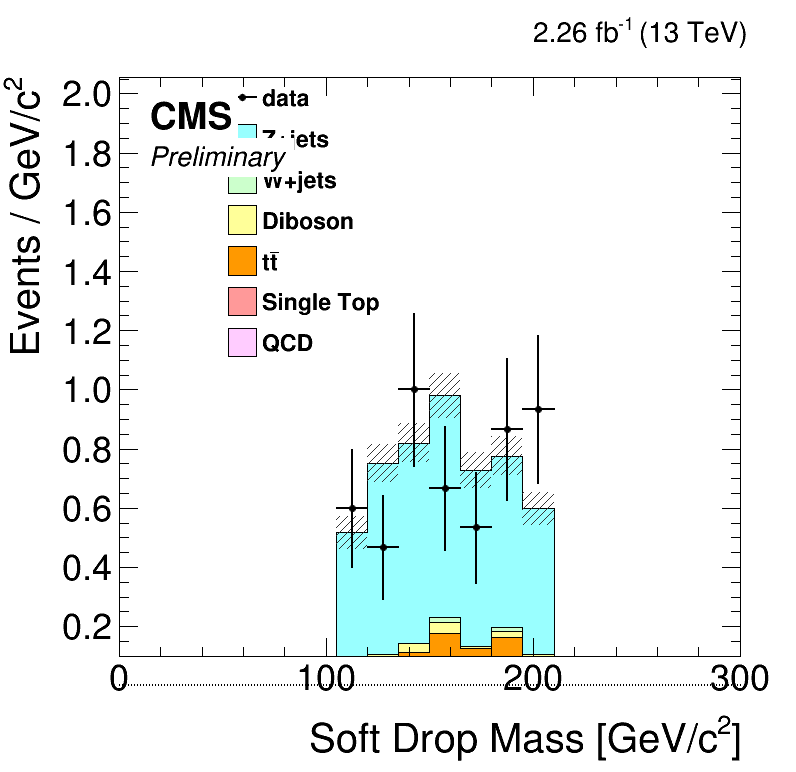 2.26 fb⁻¹ (13 TeV)
Events / GeV/c²
2.0
1.8
1.6
1.4
1.2
1.0
0.8
0.6
0.4
0.2
CMS
Preliminary
data
Z+jets
W+jets
Diboson
tt̄
Single Top
QCD
0 100 200 300
Soft Drop Mass [GeV/c²]